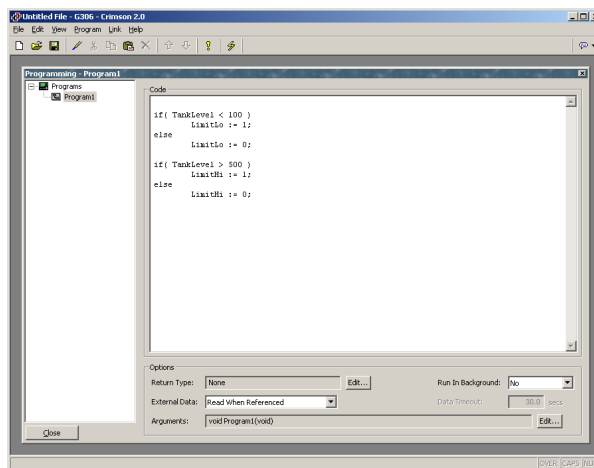 Untitled File - G306 - Crimson 2.0
File Edit View Program Link Help
Programming - Program1
Programs
Program1
Code
if( TankLevel < 100 )
LimitLo := 1;
else
LimitLo := 0;
if( TankLevel > 500 )
LimitHi := 1;
else
LimitHi := 0;
Options
Return Type: None Edit... Run In Background: No
External Data: Read When Referenced Data Timeout: 30.0 secs
Arguments: void Program1(void) Edit...
Close
OVER CAPS NU